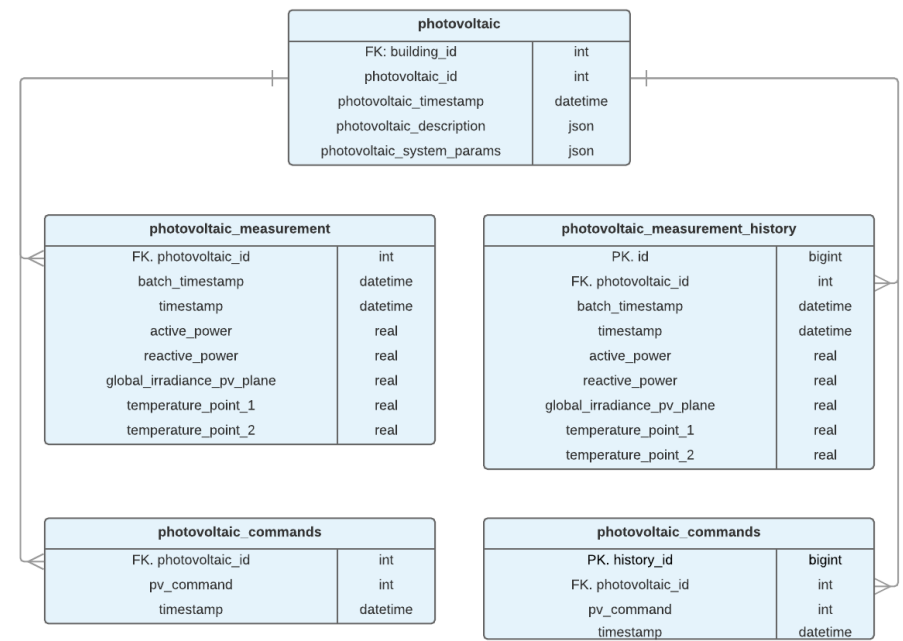 photovoltaic
FK: building_id int
photovoltaic_id int
photovoltaic_timestamp datetime
photovoltaic_description json
photovoltaic_system_params json
photovoltaic_measurement
FK. photovoltaic_id int
batch_timestamp datetime
timestamp datetime
active_power real
reactive_power real
global_irradiance_pv_plane real
temperature_point_1 real
temperature_point_2 real
photovoltaic_measurement_history
PK. id bigint
FK. photovoltaic_id int
batch_timestamp datetime
timestamp datetime
active_power real
reactive_power real
global_irradiance_pv_plane real
temperature_point_1 real
temperature_point_2 real
photovoltaic_commands
FK. photovoltaic_id int
pv_command int
timestamp datetime
photovoltaic_commands
PK. history_id bigint
FK. photovoltaic_id int
pv_command int
timestamp datetime